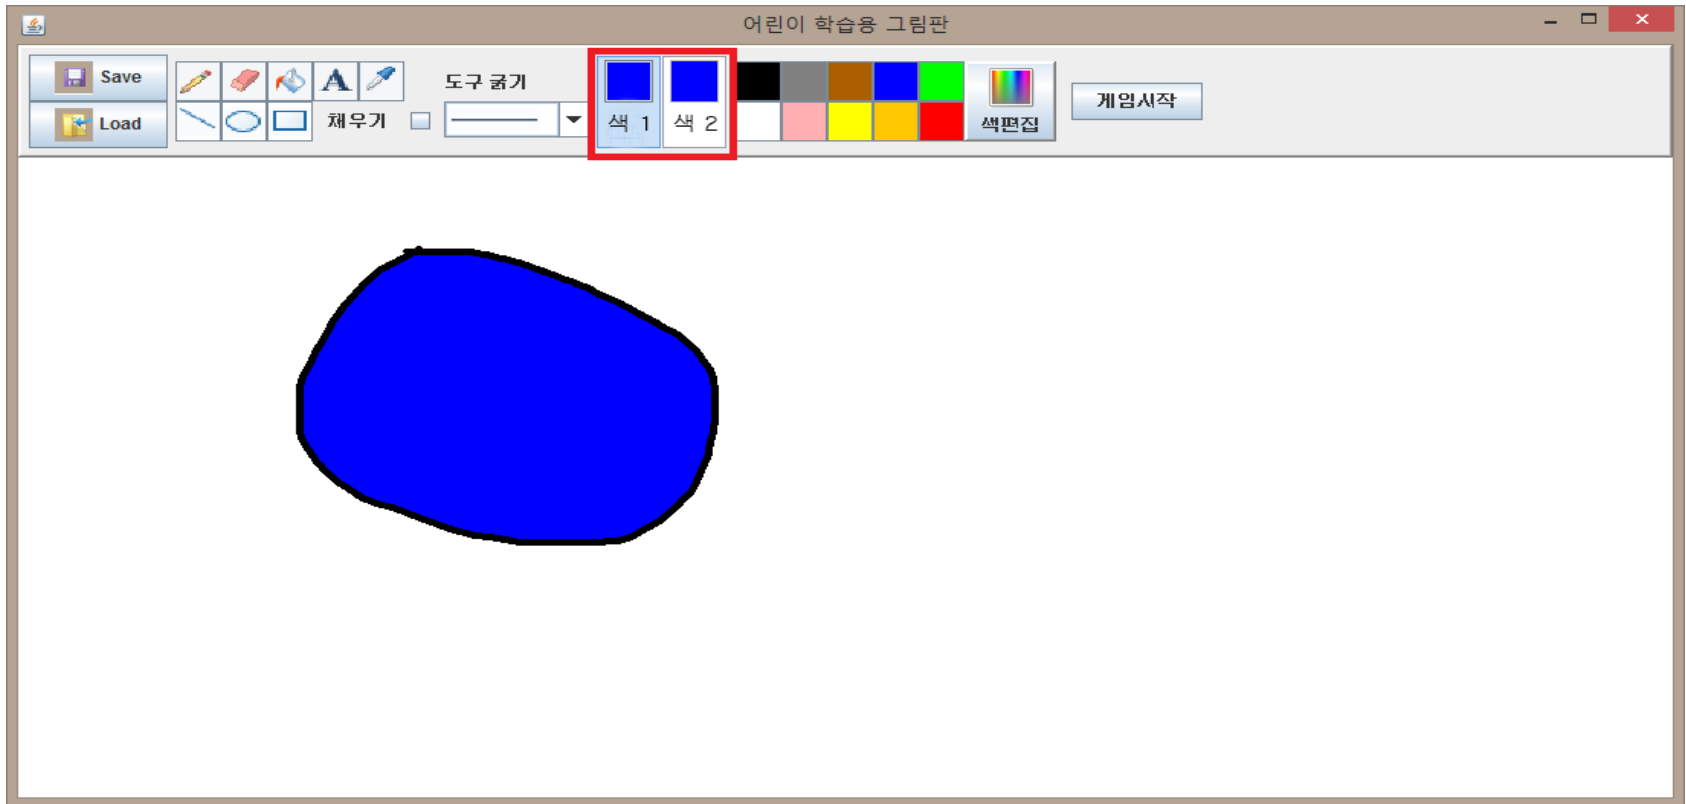 어린이 학습용 그림판
Save
도구 굵기
Load
A
채우기
색 1
색 2
색편집
게임시작